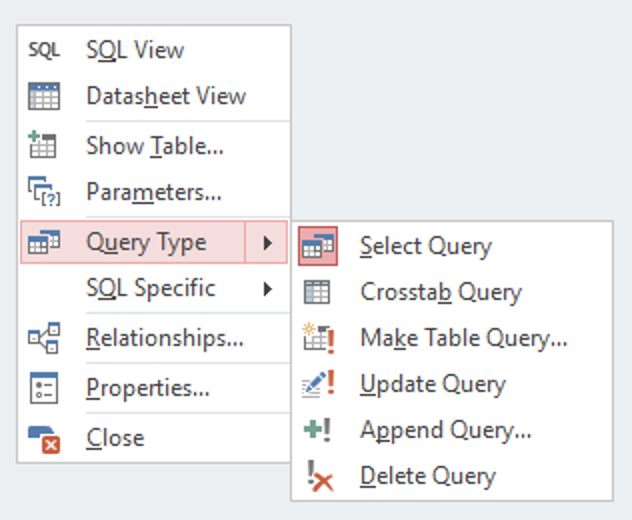 SQL SQL View
Datasheet View
Show Table...
Parameters...
Query Type
SQL Specific
Relationships...
Properties...
Close
Select Query
Crosstab Query
Make Table Query...
Update Query
Append Query...
Delete Query